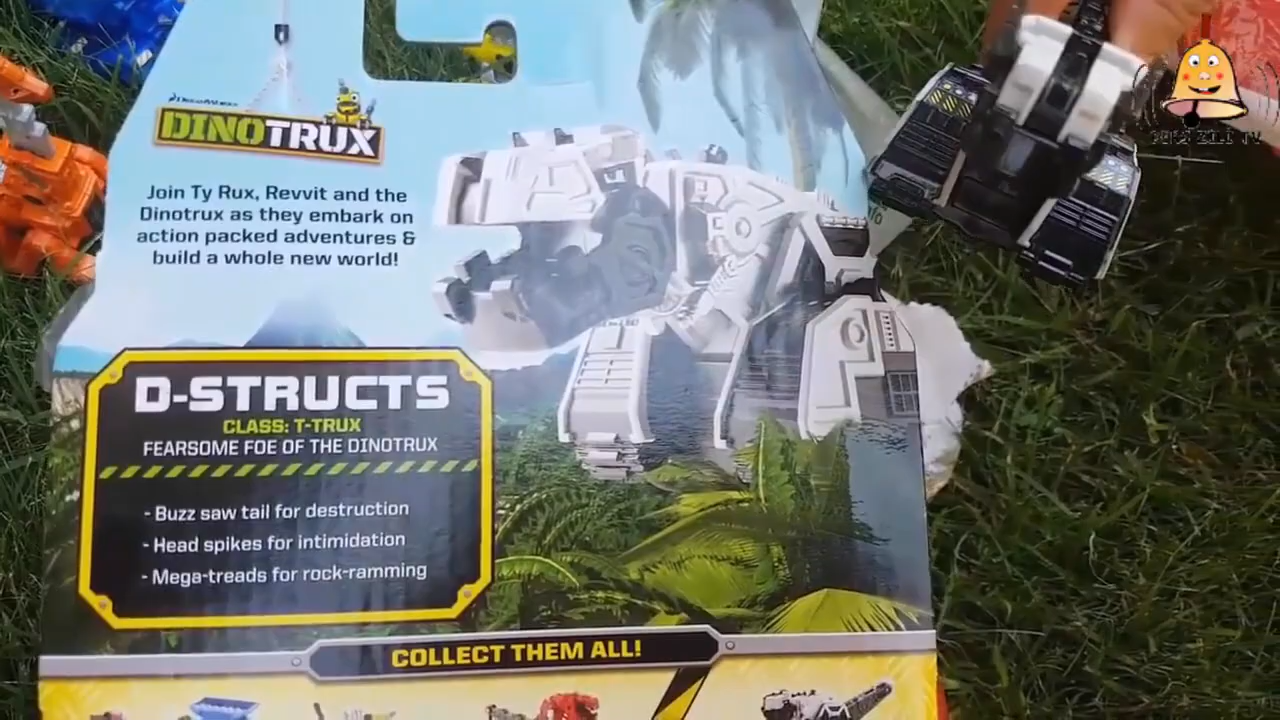 DREAMWORKS
DINOTRUX
Join Ty Rux, Revvit and the
Dinotrux as they embark on
action packed adventures &
build a whole new world!
D-STRUCTS
CLASS: T-TRUX
FEARSOME FOE OF THE DINOTRUX
- Buzz saw tail for destruction
- Head spikes for intimidation
- Mega-treads for rock-ramming
COLLECT THEM ALL!